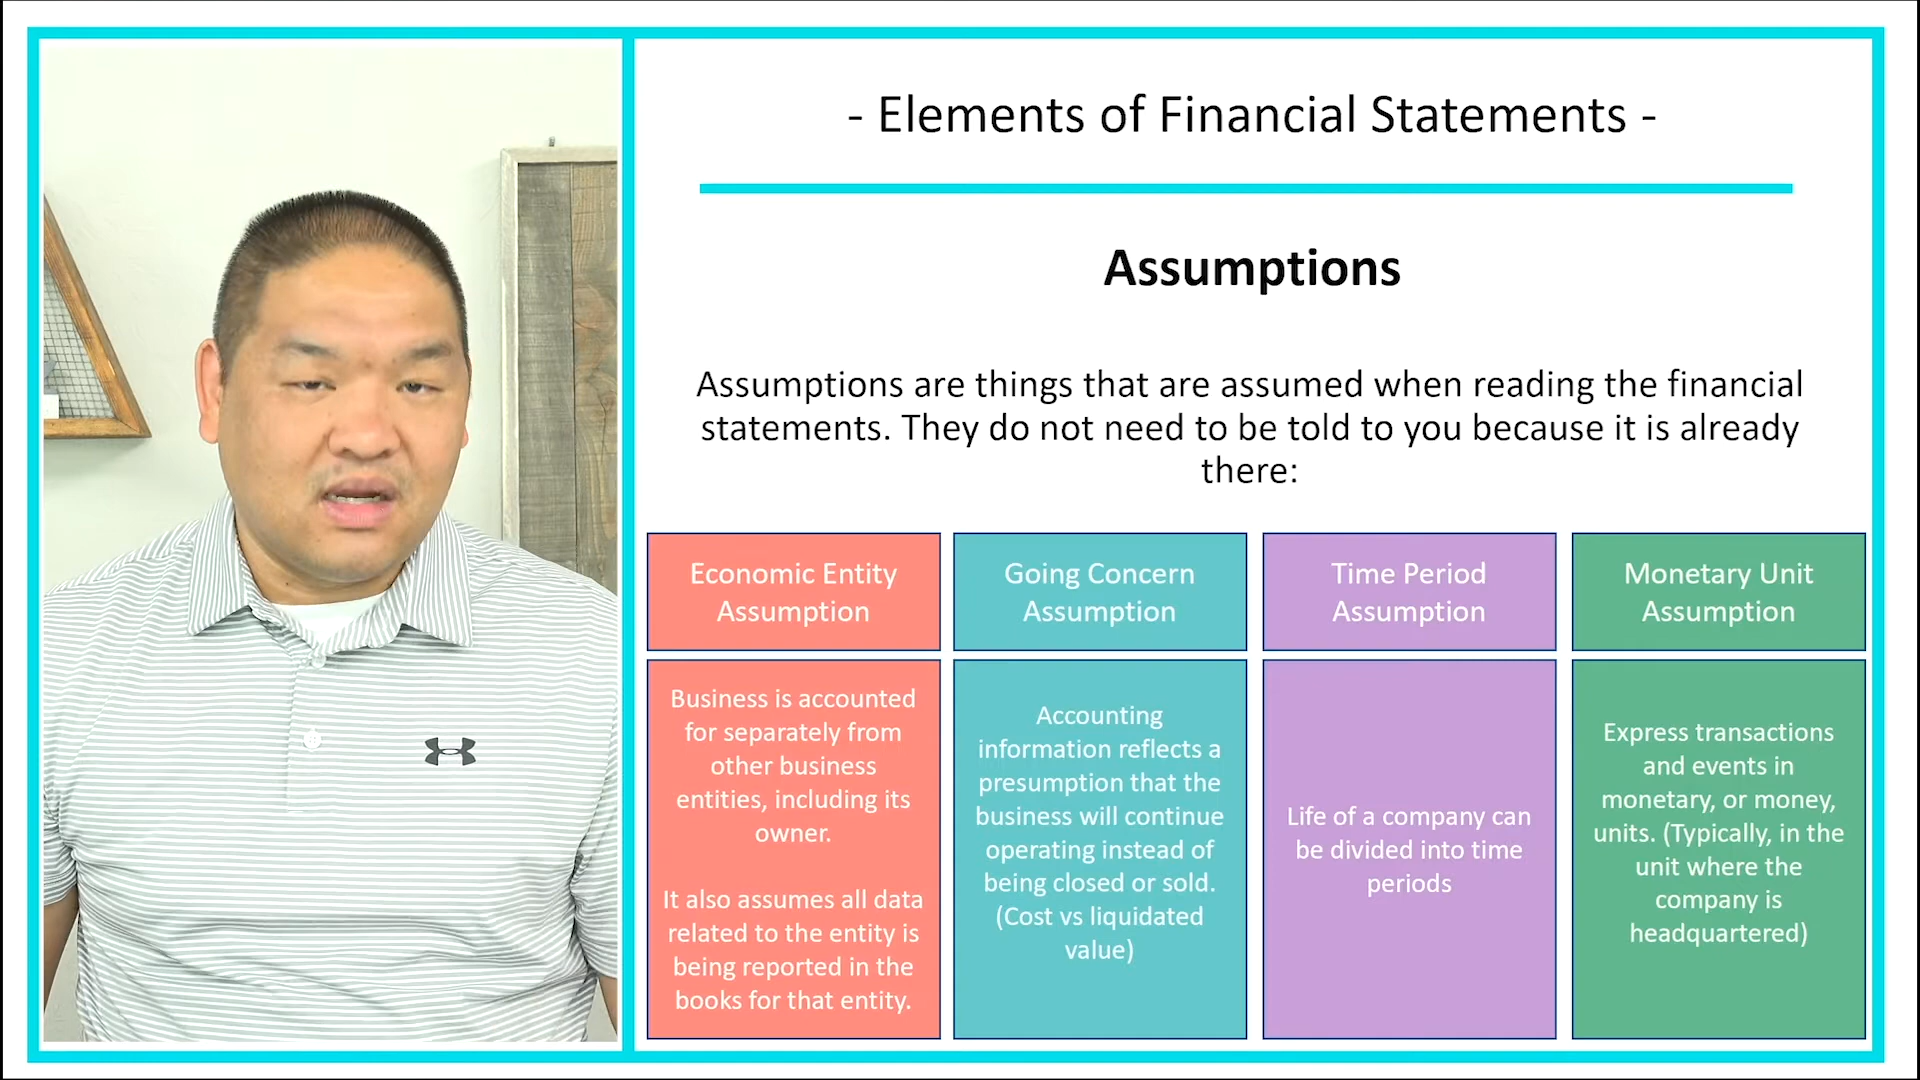 - Elements of Financial Statements -
Assumptions
Assumptions are things that are assumed when reading the financial
statements. They do not need to be told to you because it is already
there:
Economic Entity
Assumption
Business is accounted
for separately from
other business
entities, including its
owner.
It also assumes all data
related to the entity is
being reported in the
books for that entity.
Going Concern
Assumption
Accounting
information reflects a
presumption that the
business will continue
operating instead of
being closed or sold.
(Cost vs liquidated
value)
Time Period
Assumption
Life of a company can
be divided into time
periods
Monetary Unit
Assumption
Express transactions
and events in
monetary, or money,
units. (Typically, in the
unit where the
company is
headquartered)